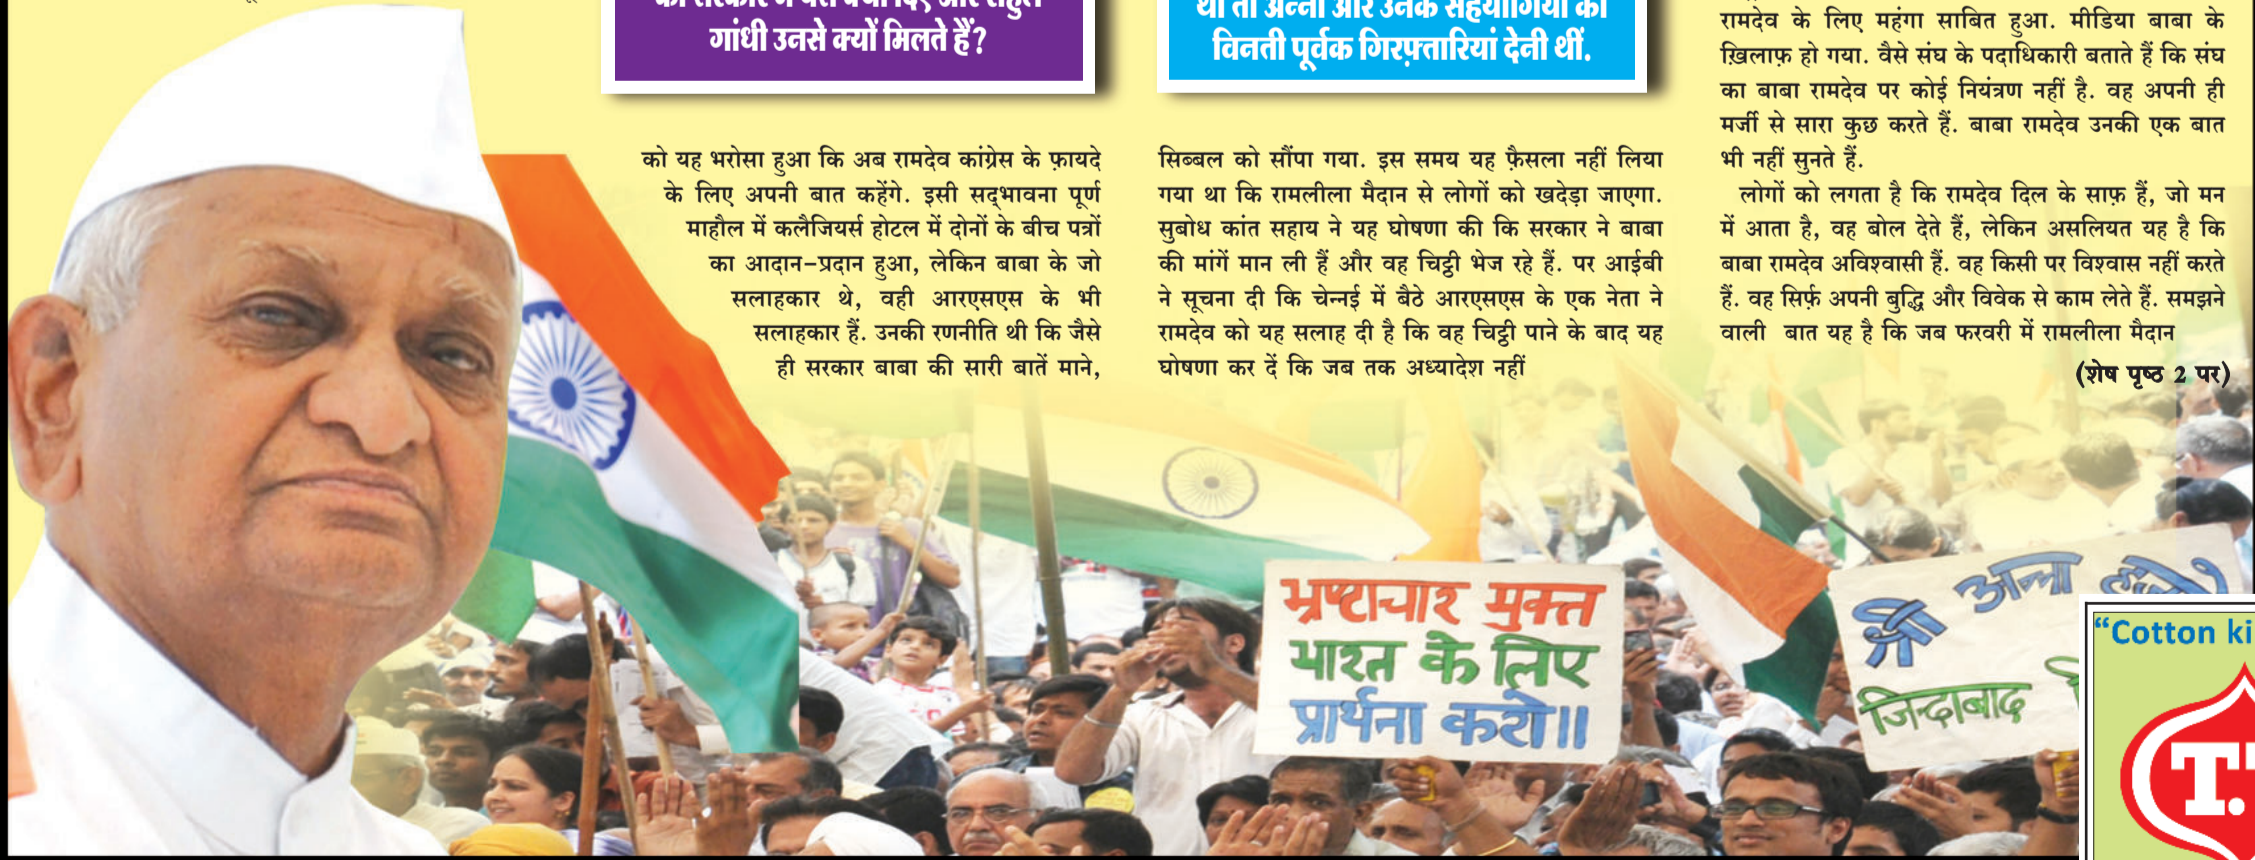 गांधी उनसे क्यों मिलते हैं?
था तो अन्ना और उनके सहयोगियों को
विनती पूर्वक गिरफ़्तारियां देनी थीं.
को यह भरोसा हुआ कि अब रामदेव कांग्रेस के फ़ायदे
के लिए अपनी बात कहेंगे. इसी सद्‌भावना पूर्ण
माहौल में कलैजियर्स होटल में दोनों के बीच पत्रों
का आदान-प्रदान हुआ, लेकिन बाबा के जो
सलाहकार थे, वही आरएसएस के भी
सलाहकार हैं. उनकी रणनीति थी कि जैसे
ही सरकार बाबा की सारी बातें माने,
सिब्बल को सौंपा गया. इस समय यह फ़ैसला नहीं लिया
गया था कि रामलीला मैदान से लोगों को खदेड़ा जाएगा.
सुबोध कांत सहाय ने यह घोषणा की कि सरकार ने बाबा
की मांगें मान ली हैं और वह चिट्ठी भेज रहे हैं. पर आईबी
ने सूचना दी कि चेन्नई में बैठे आरएसएस के एक नेता ने
रामदेव को यह सलाह दी है कि वह चिट्ठी पाने के बाद यह
घोषणा कर दें कि जब तक अध्यादेश नहीं
रामदेव के लिए महंगा साबित हुआ. मीडिया बाबा के
ख़िलाफ़ हो गया. वैसे संघ के पदाधिकारी बताते हैं कि संघ
का बाबा रामदेव पर कोई नियंत्रण नहीं है. वह अपनी ही
मर्जी से सारा कुछ करते हैं. बाबा रामदेव उनकी एक बात
भी नहीं सुनते हैं.
लोगों को लगता है कि रामदेव दिल के साफ़ हैं, जो मन
में आता है, वह बोल देते हैं, लेकिन असलियत यह है कि
बाबा रामदेव अविश्वासी हैं. वह किसी पर विश्वास नहीं करते
हैं. वह सिर्फ़ अपनी बुद्धि और विवेक से काम लेते हैं. समझने
वाली बात यह है कि जब फरवरी में रामलीला मैदान
(शेष पृष्ठ 2 पर)
भ्रष्टाचार मुक्त
भारत के लिए
प्रार्थना करो॥
श्री अन्ना
जिन्दाबाद
"Cotton ki
T.